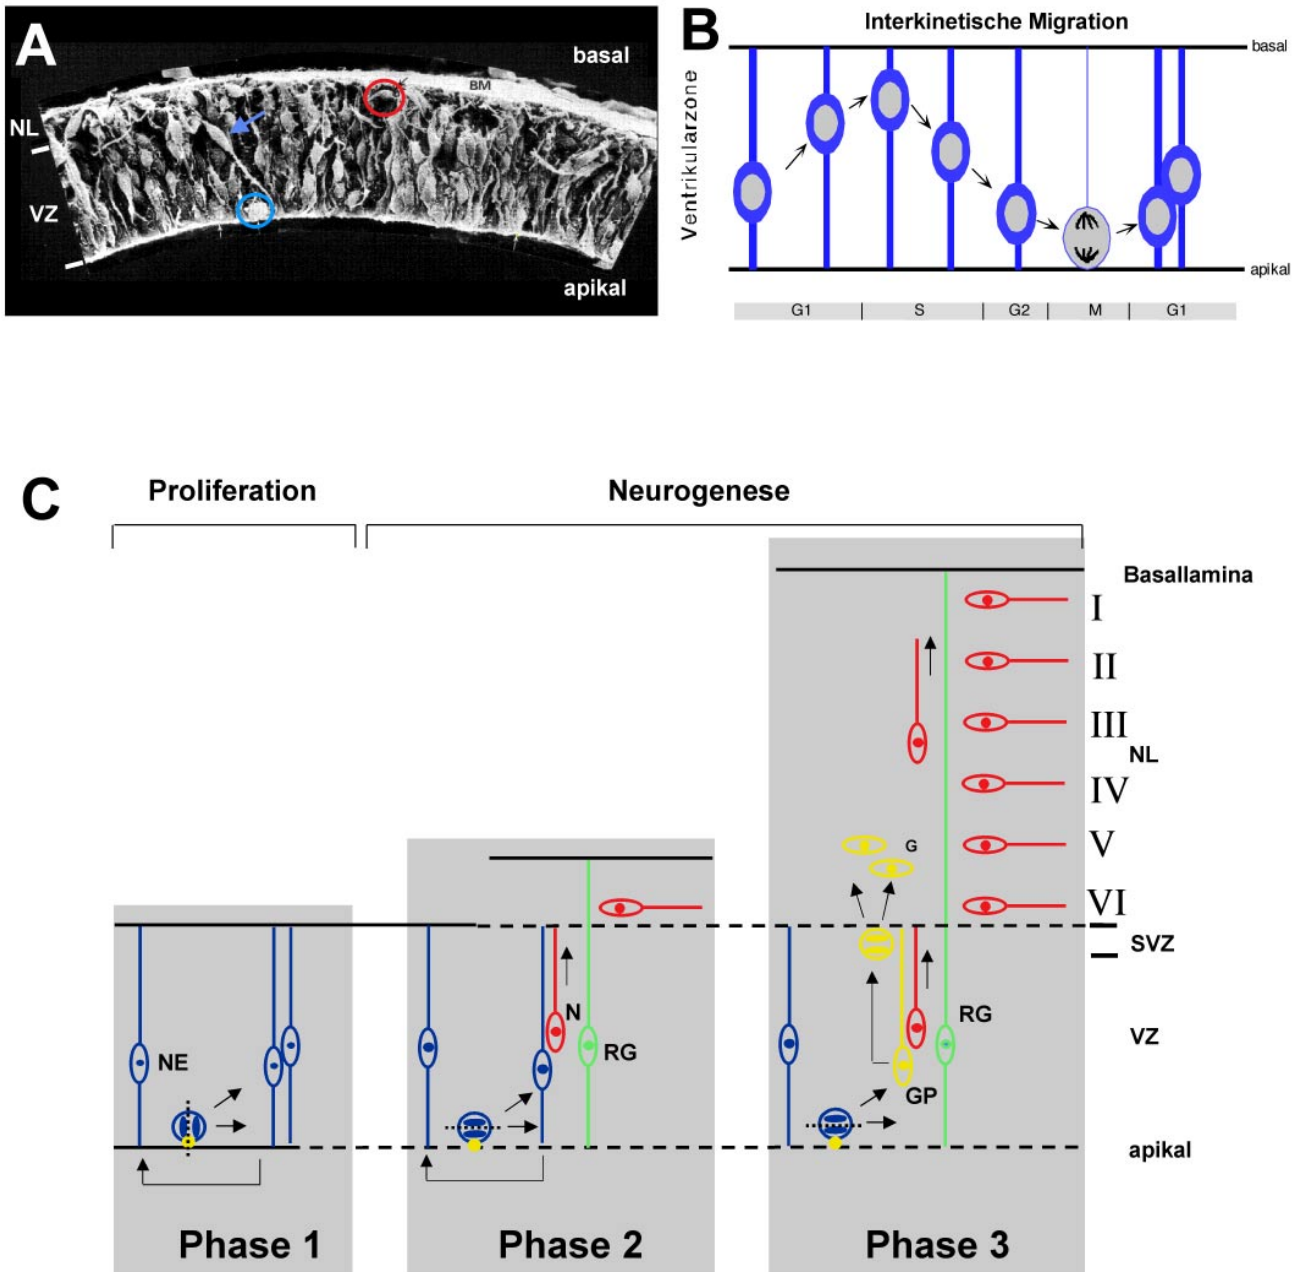 A
basal
BM
NL
VZ
apikal
B
Interkinetische Migration
basal
Ventrikularzone
apikal
G1 | S | G2 | M | G1
C
Proliferation
Neurogenese
Basallamina
I
II
III
NL
IV
G
V
VI
SVZ
NE
N
RG
RG
VZ
GP
apikal
Phase 1
Phase 2
Phase 3